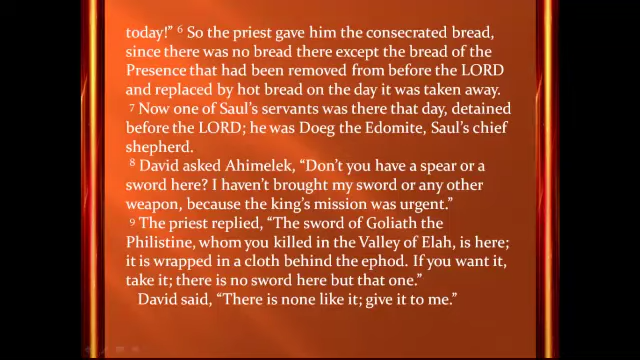 today!” ⁶ So the priest gave him the consecrated bread,
since there was no bread there except the bread of the
Presence that had been removed from before the LORD
and replaced by hot bread on the day it was taken away.
⁷ Now one of Saul’s servants was there that day, detained
before the LORD; he was Doeg the Edomite, Saul’s chief
shepherd.
⁸ David asked Ahimelek, “Don’t you have a spear or a
sword here? I haven’t brought my sword or any other
weapon, because the king’s mission was urgent.”
⁹ The priest replied, “The sword of Goliath the
Philistine, whom you killed in the Valley of Elah, is here;
it is wrapped in a cloth behind the ephod. If you want it,
take it; there is no sword here but that one.”
David said, “There is none like it; give it to me.”